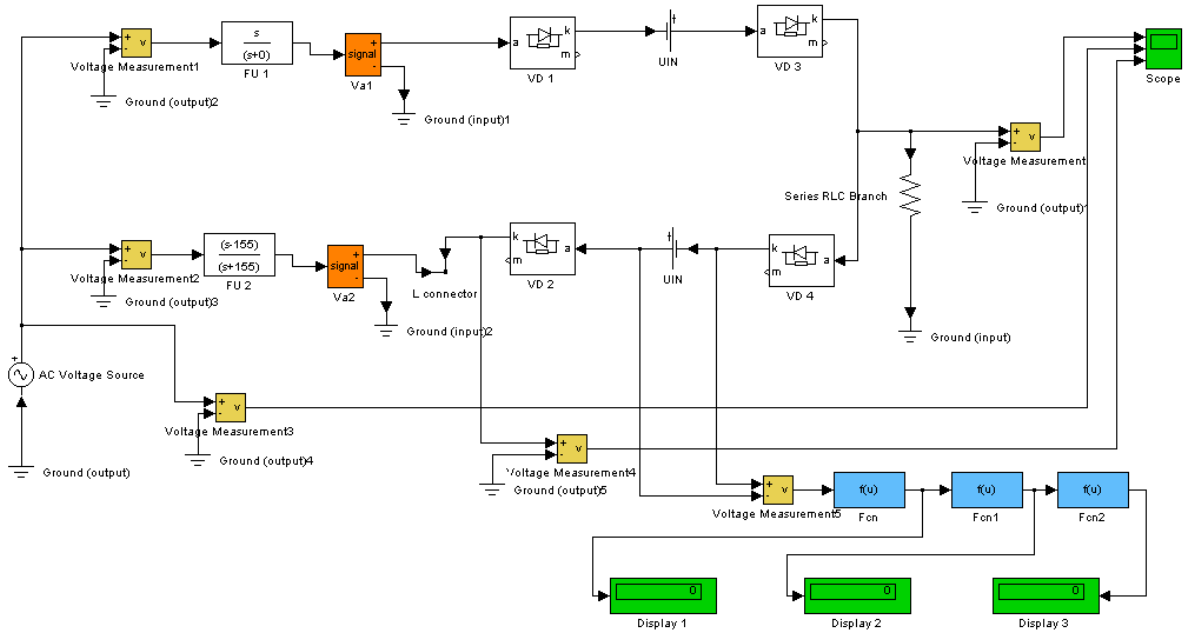 +
-
v
Voltage Measurement1
Ground (output)2
s
(s+0)
FU 1
signal
+
-
Va1
Ground (input)1
a
k
m
VD 1
t
UIN
a
k
m
VD 3
Scope
+
-
v
Voltage Measurement
Ground (output)1
Series RLC Branch
Ground (input)
+
-
v
Voltage Measurement2
Ground (output)3
(s-155)
(s+155)
FU 2
signal
+
-
Va2
Ground (input)2
L connector
k
m
a
VD 2
t
UIN
k
m
a
VD 4
+
AC Voltage Source
Ground (output)
+
-
v
Voltage Measurement3
Ground (output)4
+
-
v
Voltage Measurement4
Ground (output)5
+
-
v
Voltage Measurement5
f(u)
Fcn
f(u)
Fcn1
f(u)
Fcn2
0
Display 1
0
Display 2
0
Display 3